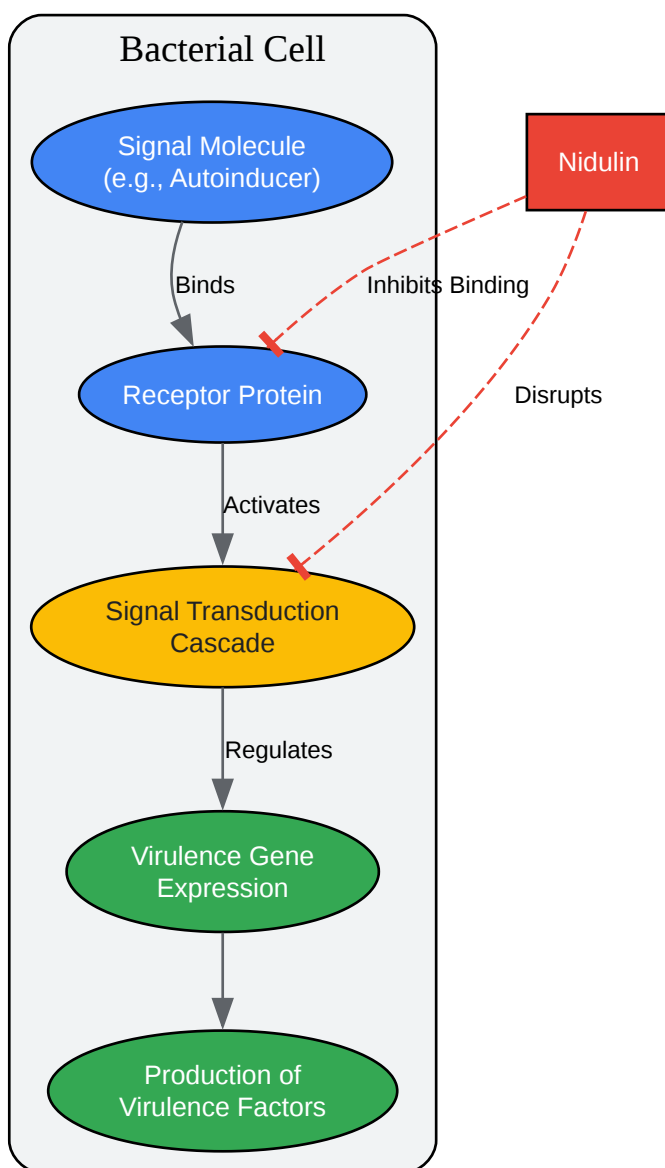 Bacterial Cell
Signal Molecule
(e.g., Autoinducer)
Nidulin
Binds
Inhibits Binding
Receptor Protein
Disrupts
Activates
Signal Transduction
Cascade
Regulates
Virulence Gene
Expression
Production of
Virulence Factors